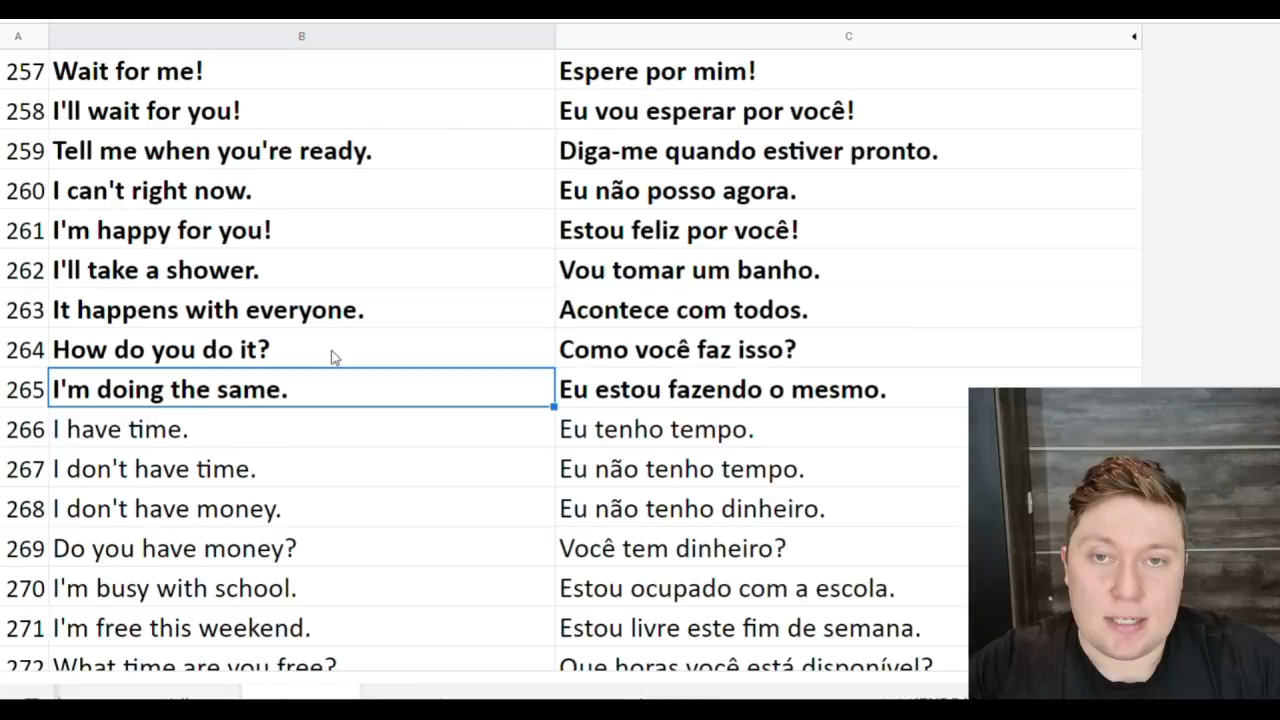 A B C
257 Wait for me! Espere por mim!
258 I'll wait for you! Eu vou esperar por você!
259 Tell me when you're ready. Diga-me quando estiver pronto.
260 I can't right now. Eu não posso agora.
261 I'm happy for you! Estou feliz por você!
262 I'll take a shower. Vou tomar um banho.
263 It happens with everyone. Acontece com todos.
264 How do you do it? Como você faz isso?
265 I'm doing the same. Eu estou fazendo o mesmo.
266 I have time. Eu tenho tempo.
267 I don't have time. Eu não tenho tempo.
268 I don't have money. Eu não tenho dinheiro.
269 Do you have money? Você tem dinheiro?
270 I'm busy with school. Estou ocupado com a escola.
271 I'm free this weekend. Estou livre este fim de semana.
272 What time are you free? Que horas você está disponível?